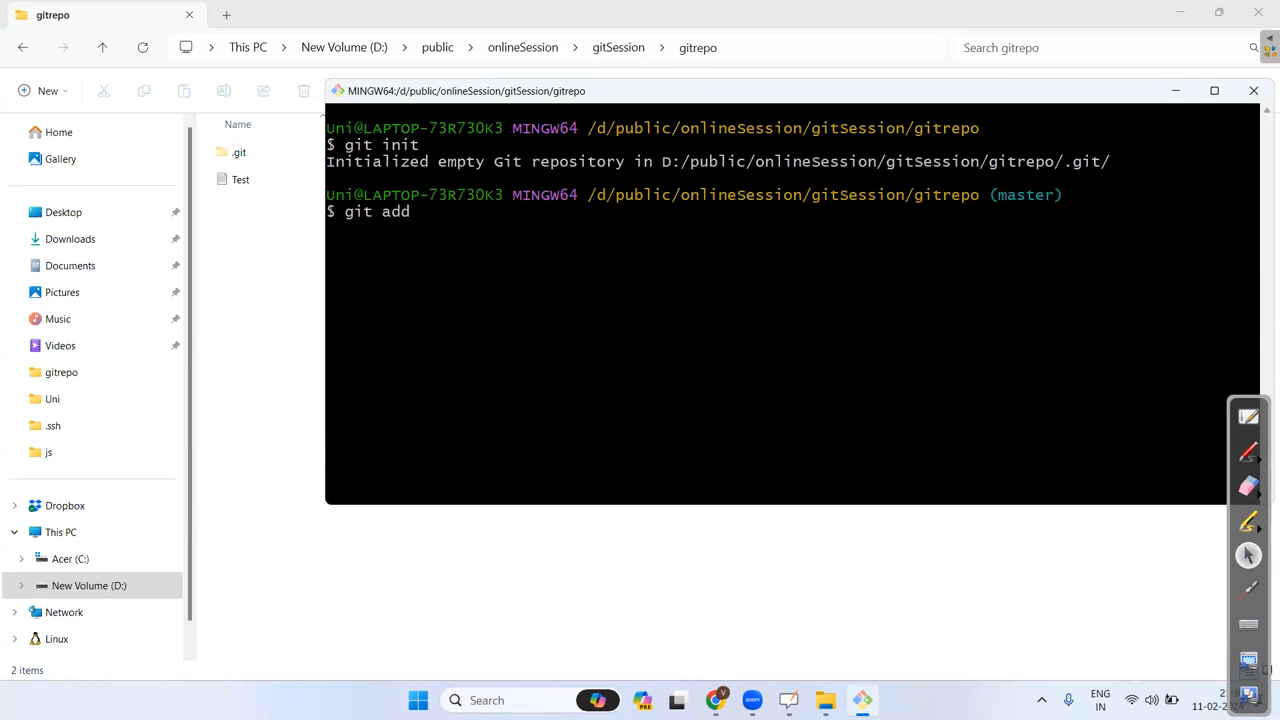 gitrepo
This PC > New Volume (D:) > public > onlineSession > gitSession > gitrepo
Search gitrepo
New
MINGW64:/d/public/onlineSession/gitSession/gitrepo
Name
Home
Gallery
.git
Test
Desktop
Downloads
Documents
Pictures
Music
Videos
gitrepo
Uni
.ssh
js
Dropbox
This PC
Acer (C:)
New Volume (D:)
Network
Linux
Uni@LAPTOP-73R730K3 MINGW64 /d/public/onlineSession/gitSession/gitrepo
$ git init
Initialized empty Git repository in D:/public/onlineSession/gitSession/gitrepo/.git/
Uni@LAPTOP-73R730K3 MINGW64 /d/public/onlineSession/gitSession/gitrepo (master)
$ git add
2 items
Search
PRE
V
zoom
ENG
IN